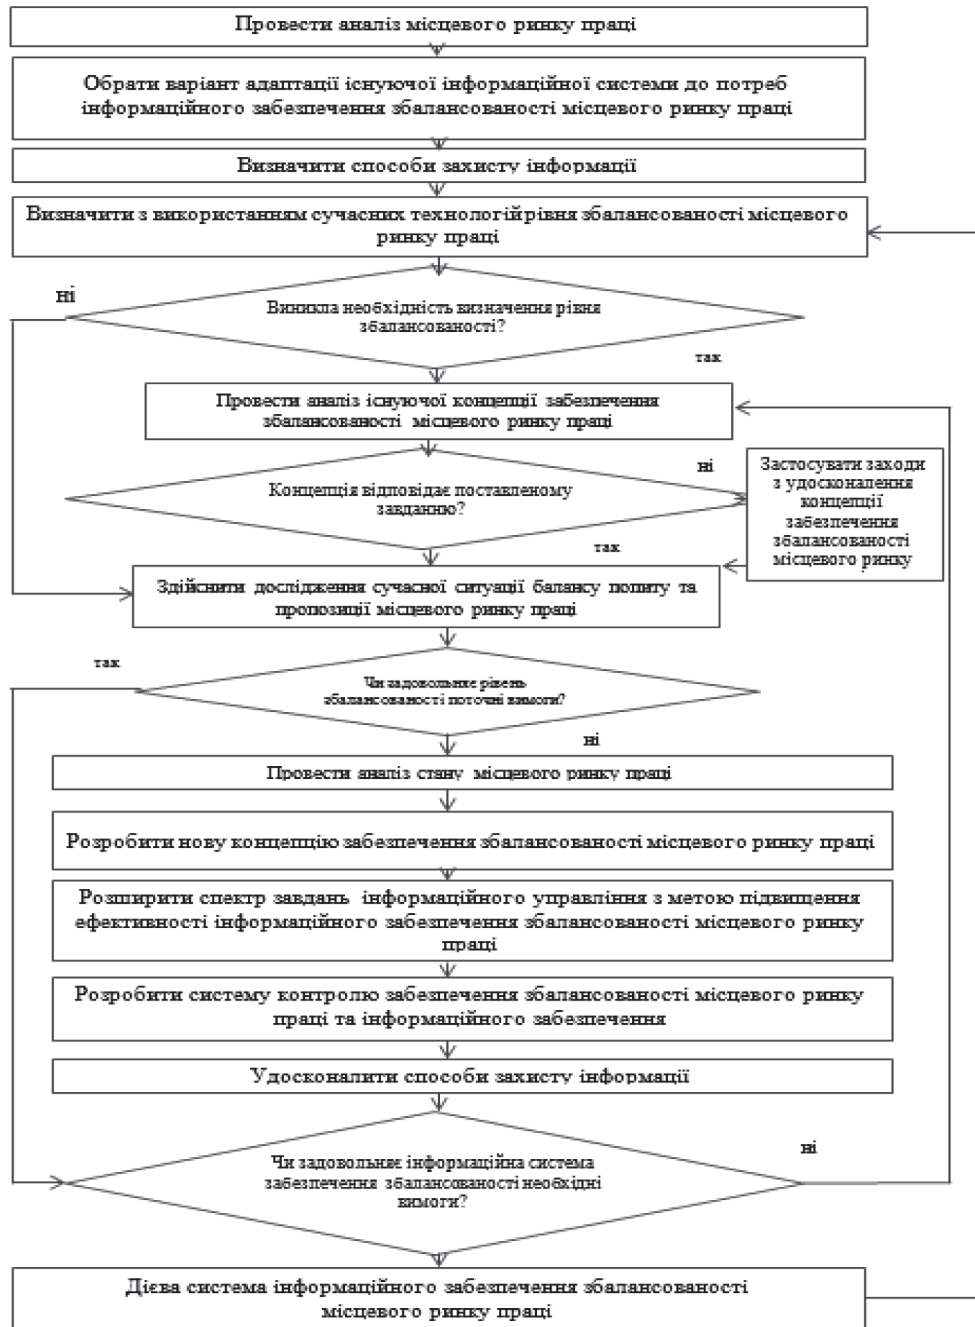 Провести аналіз місцевого ринку праці
Обрати варіант адаптації існуючої інформаційної системи до потреб
інформаційного забезпечення збалансованості місцевого ринку праці
Визначити способи захисту інформації
Визначити з використанням сучасних технологій рівня збалансованості місцевого
ринку праці
ні
Виникла необхідність визначення рівня
збалансованості?
так
Провести аналіз існуючої концепції забезпечення
збалансованості місцевого ринку праці
ні
Концепція відповідає поставленому
завданню?
Застосувати заходи
з удосконалення
концепції
забезпечення
збалансованості
місцевого ринку
так
Здійснити дослідження сучасної ситуації балансу попиту та
пропозиції місцевого ринку праці
так
Чи задовольняє рівень
збалансованості поточні вимоги?
ні
Провести аналіз стану місцевого ринку праці
Розробити нову концепцію забезпечення збалансованості місцевого ринку праці
Розширити спектр завдань інформаційного управління з метою підвищення
ефективності інформаційного забезпечення збалансованості місцевого ринку
праці
Розробити систему контролю забезпечення збалансованості місцевого ринку
праці та інформаційного забезпечення
Удосконалити способи захисту інформації
ні
Чи задовольняє інформаційна система
забезпечення збалансованості необхідні
вимоги?
Дієва система інформаційного забезпечення збалансованості
місцевого ринку праці